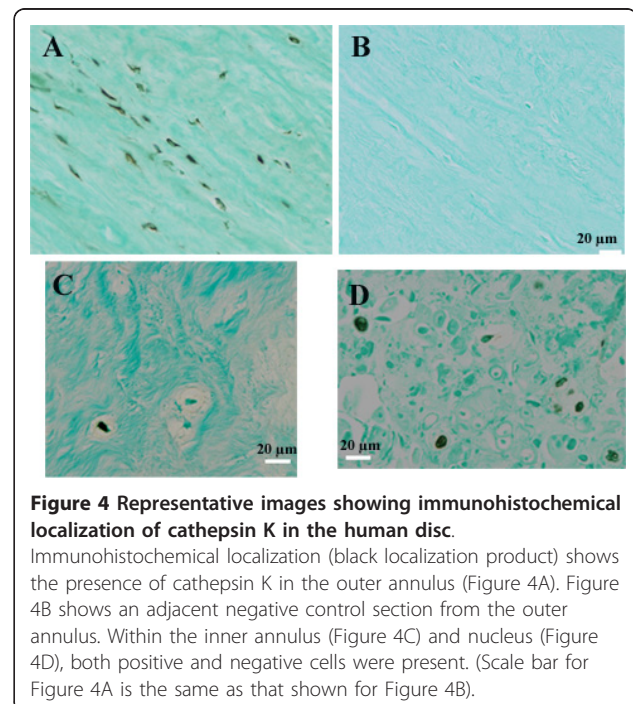 A
B
20 µm
C
20 µm
D
20 µm
Figure 4 Representative images showing immunohistochemical
localization of cathepsin K in the human disc.
Immunohistochemical localization (black localization product) shows
the presence of cathepsin K in the outer annulus (Figure 4A). Figure
4B shows an adjacent negative control section from the outer
annulus. Within the inner annulus (Figure 4C) and nucleus (Figure
4D), both positive and negative cells were present. (Scale bar for
Figure 4A is the same as that shown for Figure 4B).